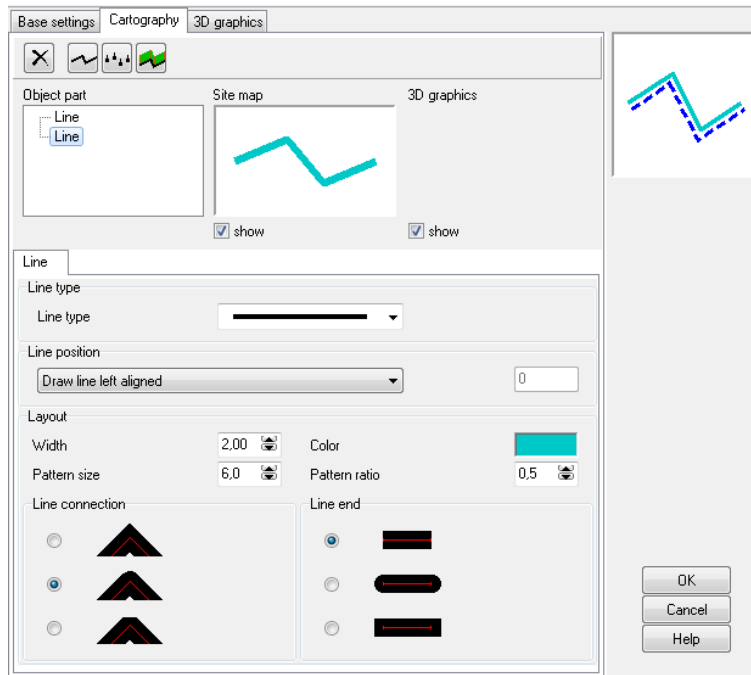 Base settings Cartography 3D graphics
Object part Site map 3D graphics
Line
Line
show show
Line
Line type
Line type
Line position
Draw line left aligned 0
Layout
Width 2,00 Color
Pattern size 6,0 Pattern ratio 0,5
Line connection Line end
OK
Cancel
Help